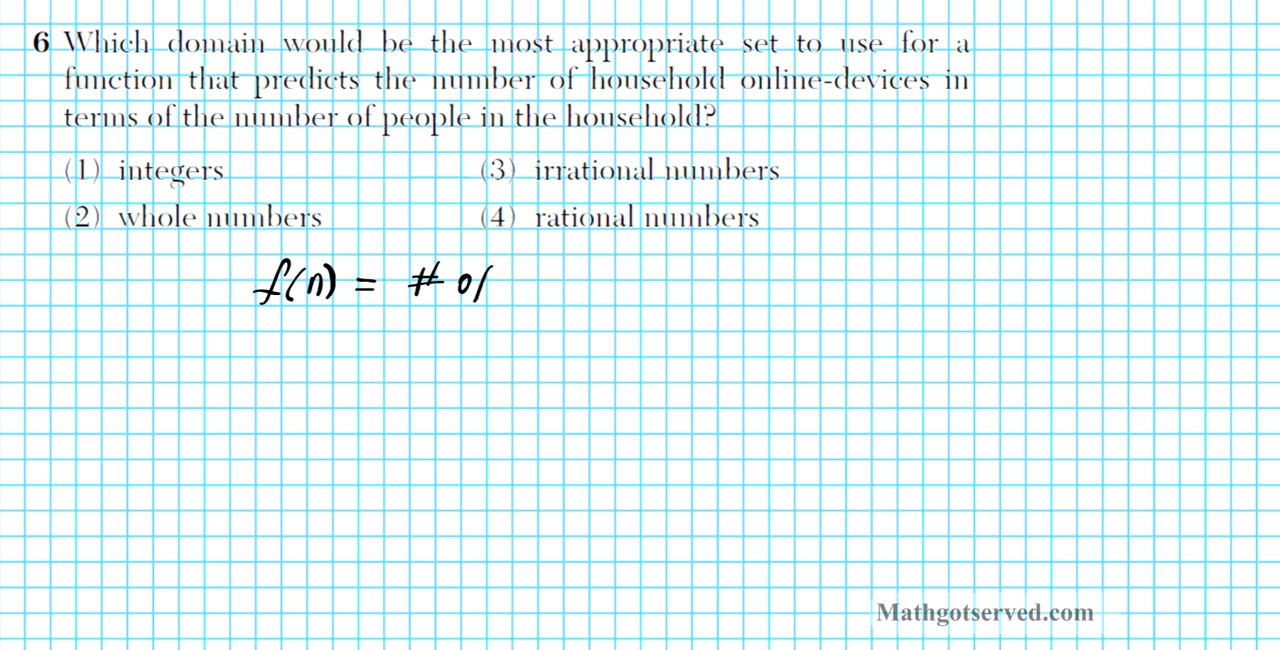 6 Which domain would be the most appropriate set to use for a
function that predicts the number of household online-devices in
terms of the number of people in the household?
(1) integers (3) irrational numbers
(2) whole numbers (4) rational numbers
f(n) = # of
Mathgotserved.com